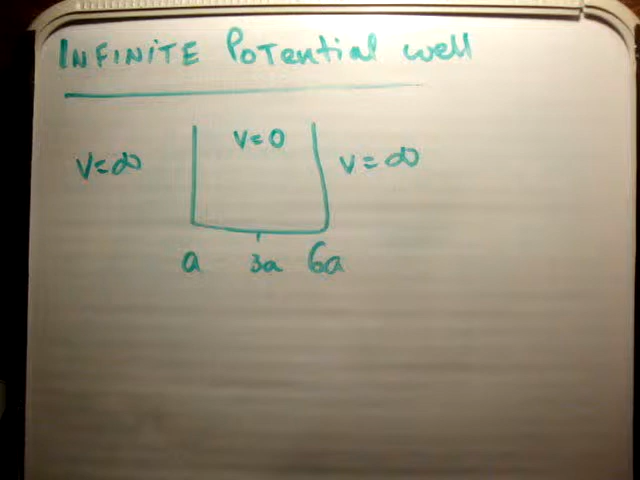 INFINITE Potential well
V=0
V=∞
V=∞
a 3a 6a